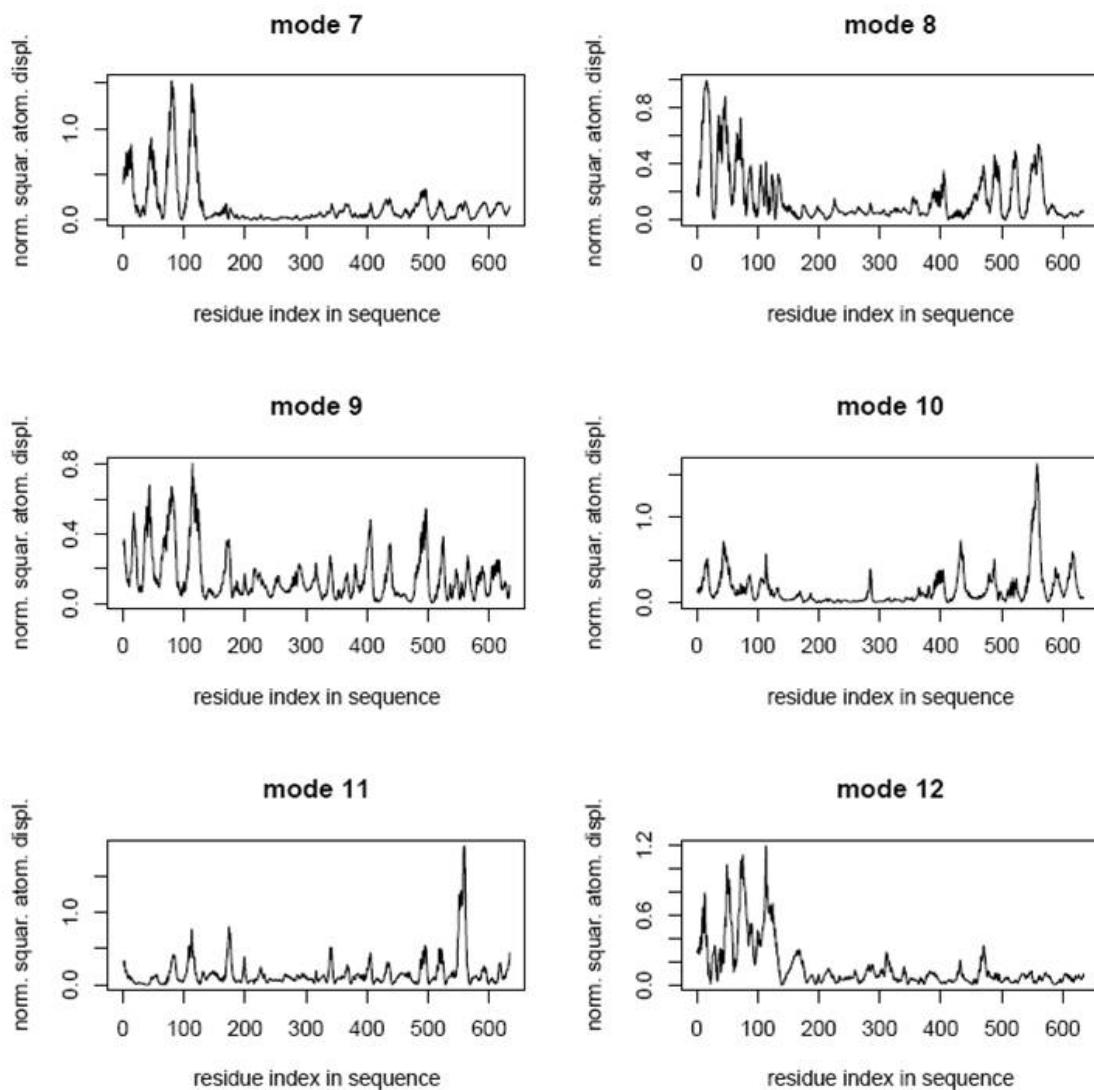 mode 7
norm. squar. atom. displ.
0.0 1.0
0 100 200 300 400 500 600
residue index in sequence
mode 8
norm. squar. atom. displ.
0.0 0.4 0.8
0 100 200 300 400 500 600
residue index in sequence
mode 9
norm. squar. atom. displ.
0.0 0.4 0.8
0 100 200 300 400 500 600
residue index in sequence
mode 10
norm. squar. atom. displ.
0.0 1.0
0 100 200 300 400 500 600
residue index in sequence
mode 11
norm. squar. atom. displ.
0.0 1.0
0 100 200 300 400 500 600
residue index in sequence
mode 12
norm. squar. atom. displ.
0.0 0.6 1.2
0 100 200 300 400 500 600
residue index in sequence